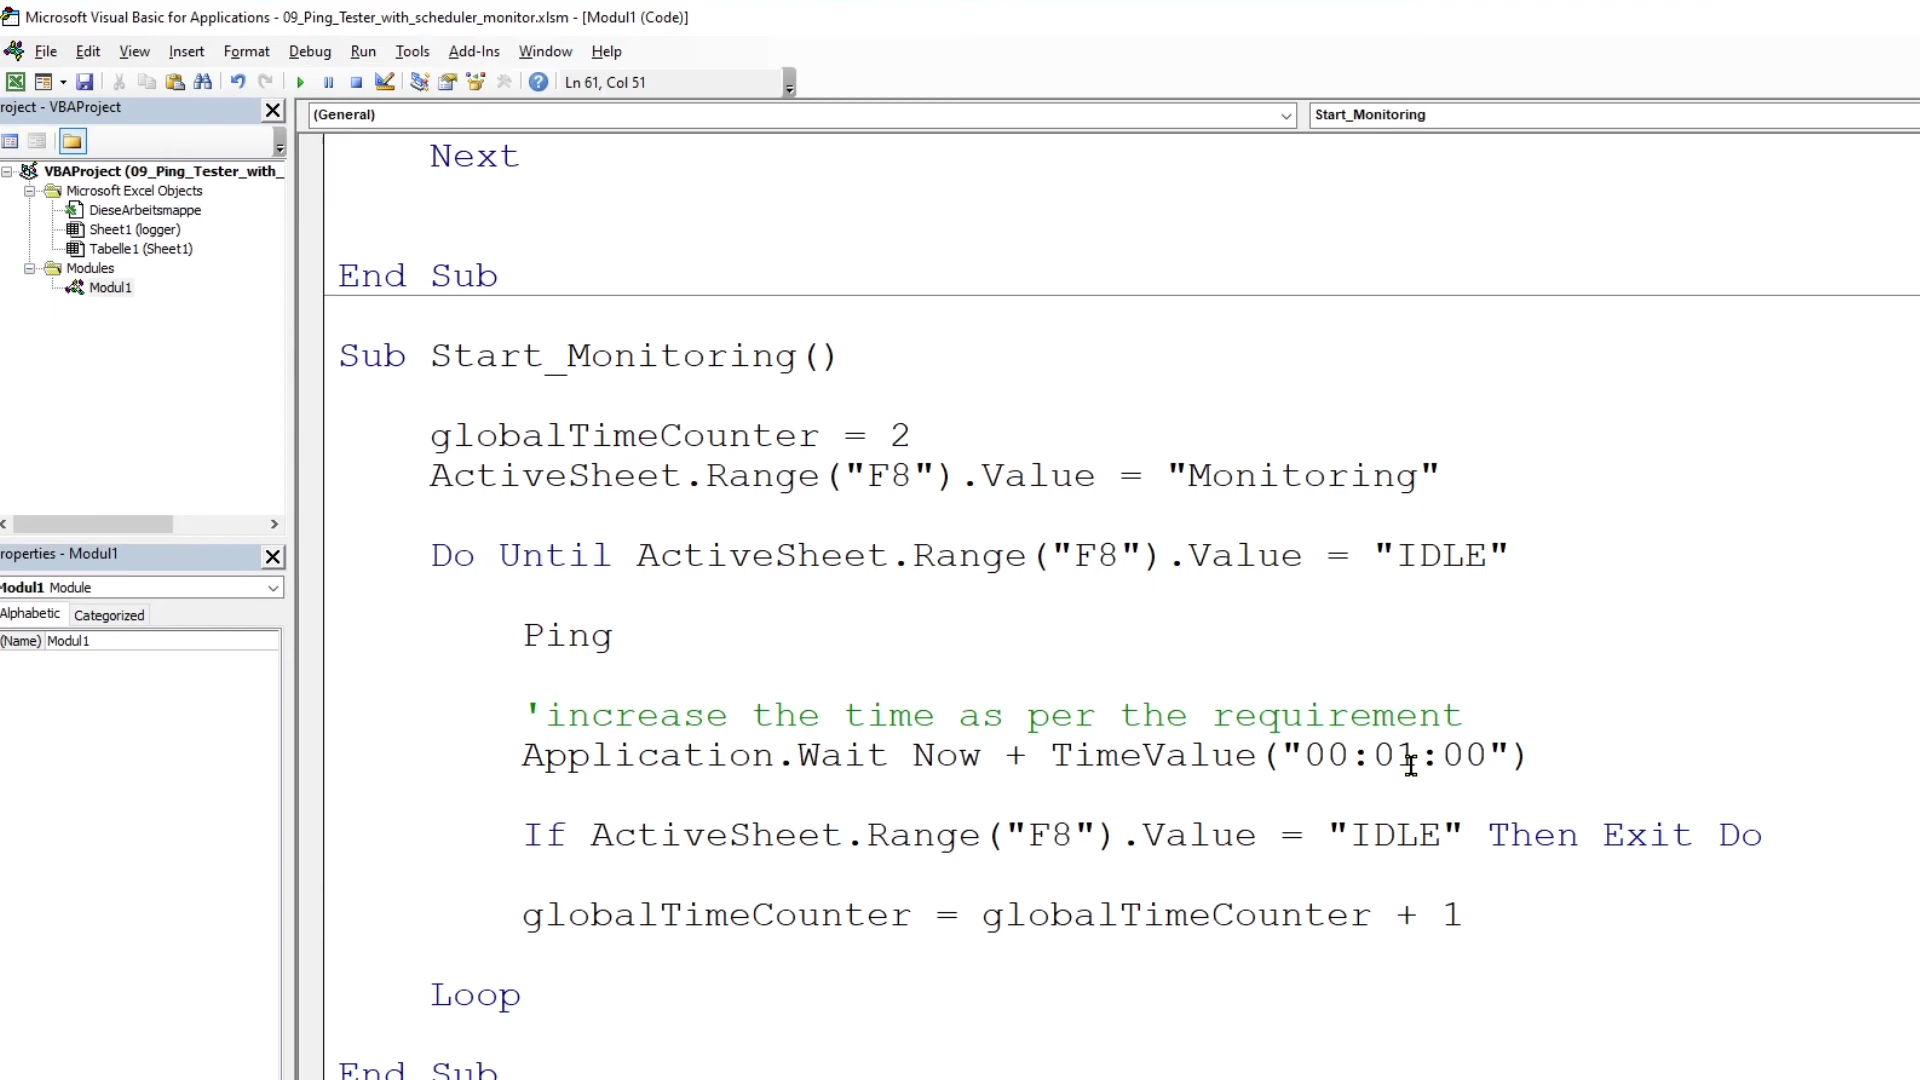 Microsoft Visual Basic for Applications - 09_Ping_Tester_with_scheduler_monitor.xlsm - [Modul1 (Code)]
File Edit View Insert Format Debug Run Tools Add-Ins Window Help
Ln 61, Col 51
roject - VBAProject
(General)
Start_Monitoring
VBAProject (09_Ping_Tester_with_
Microsoft Excel Objects
DieseArbeitsmappe
Sheet1 (logger)
Tabelle1 (Sheet1)
Modules
Modul1
roperties - Modul1
Modul1 Module
Alphabetic Categorized
(Name) Modul1
Next
End Sub
Sub Start_Monitoring()
globalTimeCounter = 2
ActiveSheet.Range("F8").Value = "Monitoring"
Do Until ActiveSheet.Range("F8").Value = "IDLE"
Ping
'increase the time as per the requirement
Application.Wait Now + TimeValue("00:01:00")
If ActiveSheet.Range("F8").Value = "IDLE" Then Exit Do
globalTimeCounter = globalTimeCounter + 1
Loop
End Sub